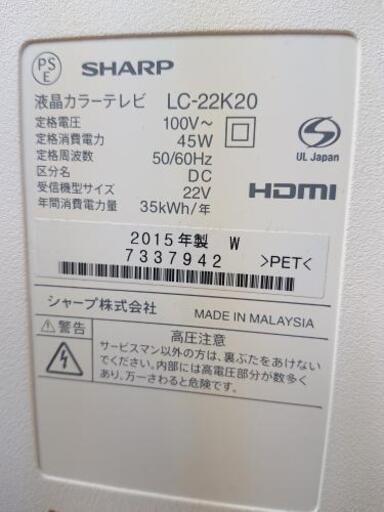 PS
E
SHARP
液晶カラーテレビ LC-22K20
定格電圧 100V～
定格消費電力 45W
定格周波数 50/60Hz
区分名 DC
受信機型サイズ 22V
年間消費電力量 35kWh/年
S
UL Japan
HDMI
2015年製 W
7337942
>PET<
シャープ株式会社 MADE IN MALAYSIA
⚠警告 高圧注意
サービスマン以外の方は、裏ぶたをあけない
でください。内部には高電圧部分が数多く
あり、万一さわると危険です。